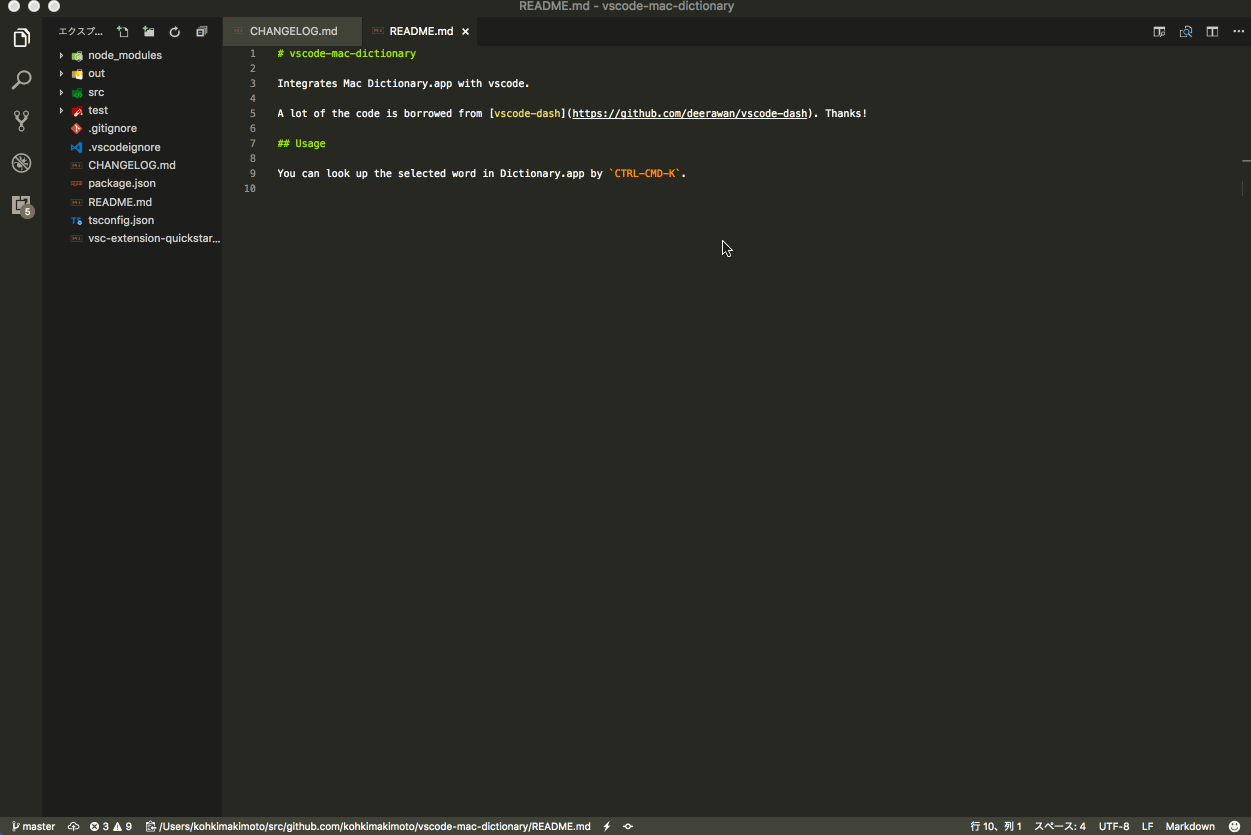 README.md - vscode-mac-dictionary
エクスプ...
CHANGELOG.md
README.md
node_modules
out
src
test
.gitignore
.vscodeignore
CHANGELOG.md
package.json
README.md
tsconfig.json
vsc-extension-quickstar...
5
1 # vscode-mac-dictionary
2
3 Integrates Mac Dictionary.app with vscode.
4
5 A lot of the code is borrowed from [vscode-dash](https://github.com/deerawan/vscode-dash). Thanks!
6
7 ## Usage
8
9 You can look up the selected word in Dictionary.app by `CTRL-CMD-K`.
10
master 3 9 /Users/kohkimakimoto/src/github.com/kohkimakimoto/vscode-mac-dictionary/README.md 行 10、列 1 スペース: 4 UTF-8 LF Markdown